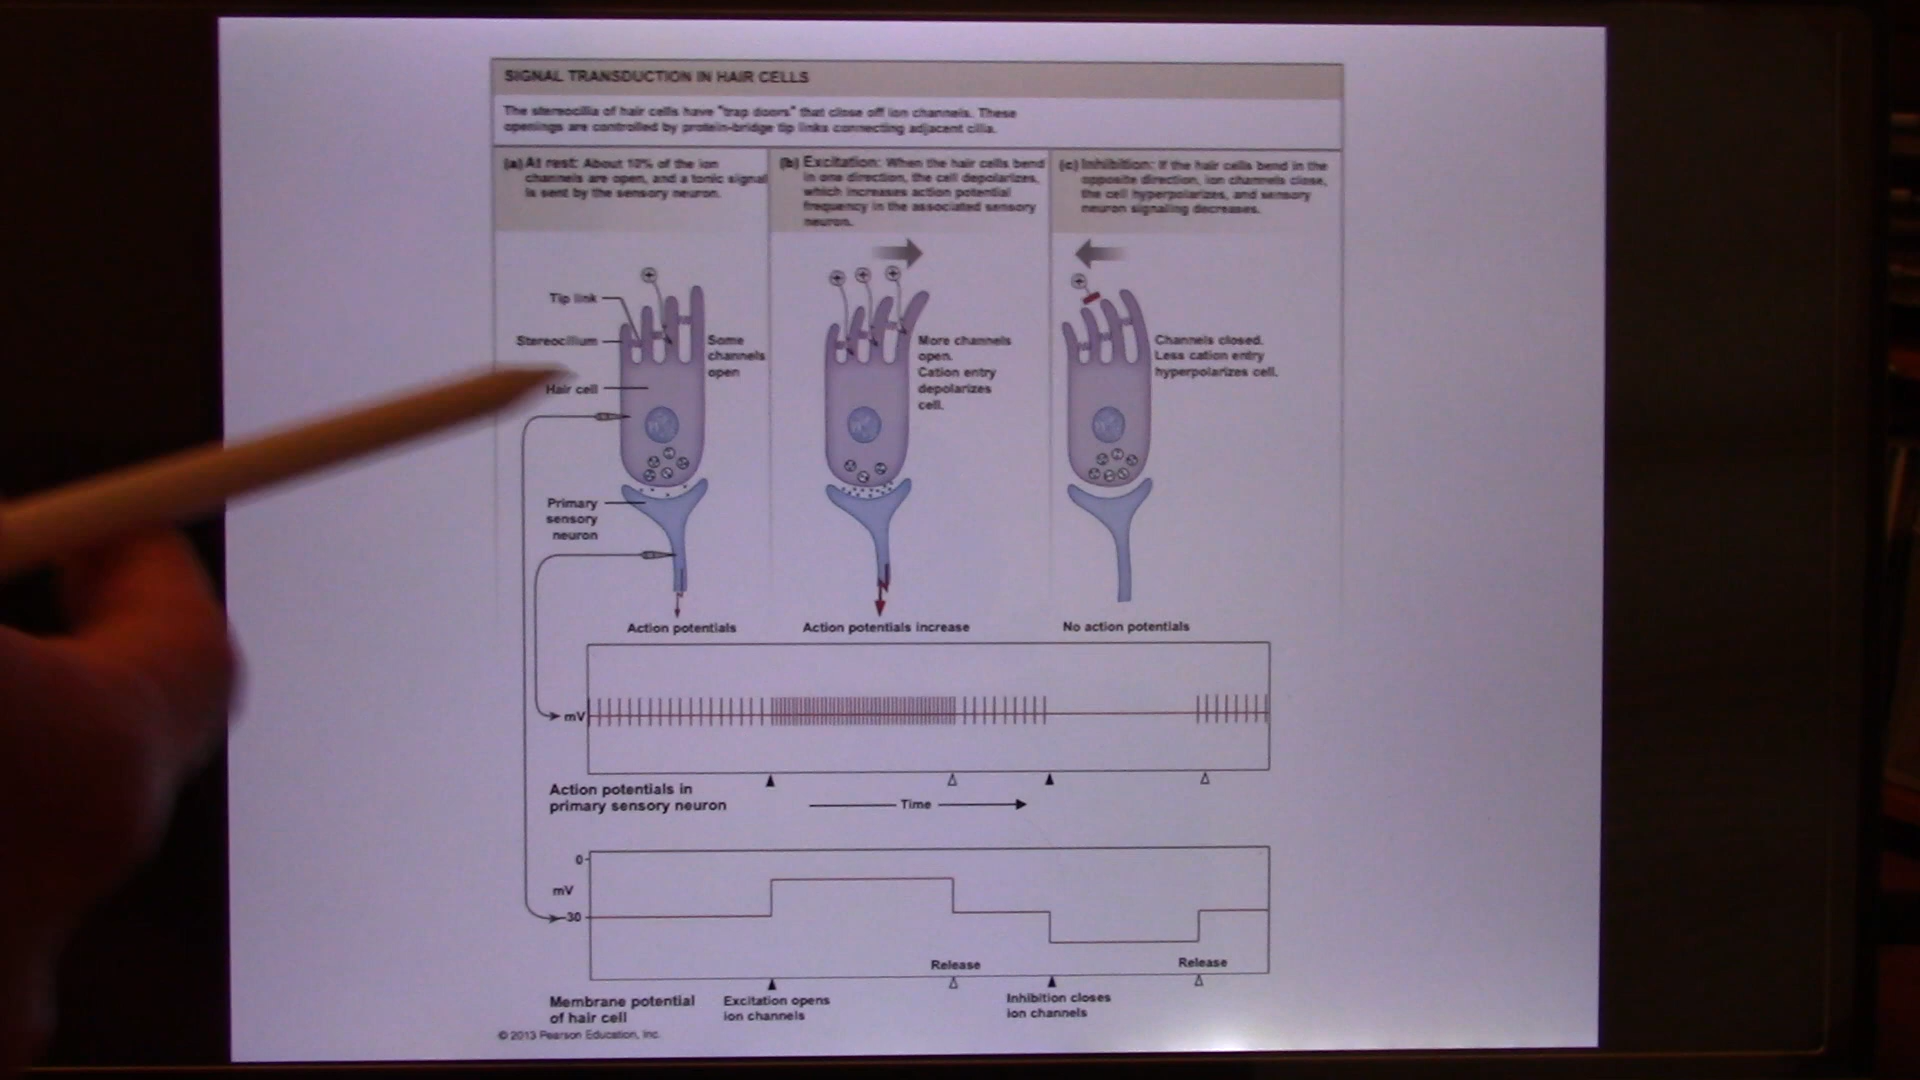 SIGNAL TRANSDUCTION IN HAIR CELLS
The stereocilia of hair cells have "trap doors" that close off ion channels. These
openings are controlled by protein-bridge tip links connecting adjacent cilia.
(a) At rest: About 10% of the ion
channels are open, and a tonic signal
is sent by the sensory neuron.
(b) Excitation: When the hair cells bend
in one direction, the cell depolarizes,
which increases action potential
frequency in the associated sensory
neuron.
(c) Inhibition: If the hair cells bend in the
opposite direction, ion channels close,
the cell hyperpolarizes, and sensory
neuron signaling decreases.
+
+ + +
+
Tip link
Stereocilium
Some
channels
open
Hair cell
More channels
open.
Cation entry
depolarizes
cell.
Channels closed.
Less cation entry
hyperpolarizes cell.
Primary
sensory
neuron
Action potentials
Action potentials increase
No action potentials
mV
Action potentials in
primary sensory neuron
Time
0
mV
-30
Release
Release
Membrane potential
of hair cell
Excitation opens
ion channels
Inhibition closes
ion channels
© 2013 Pearson Education, Inc.